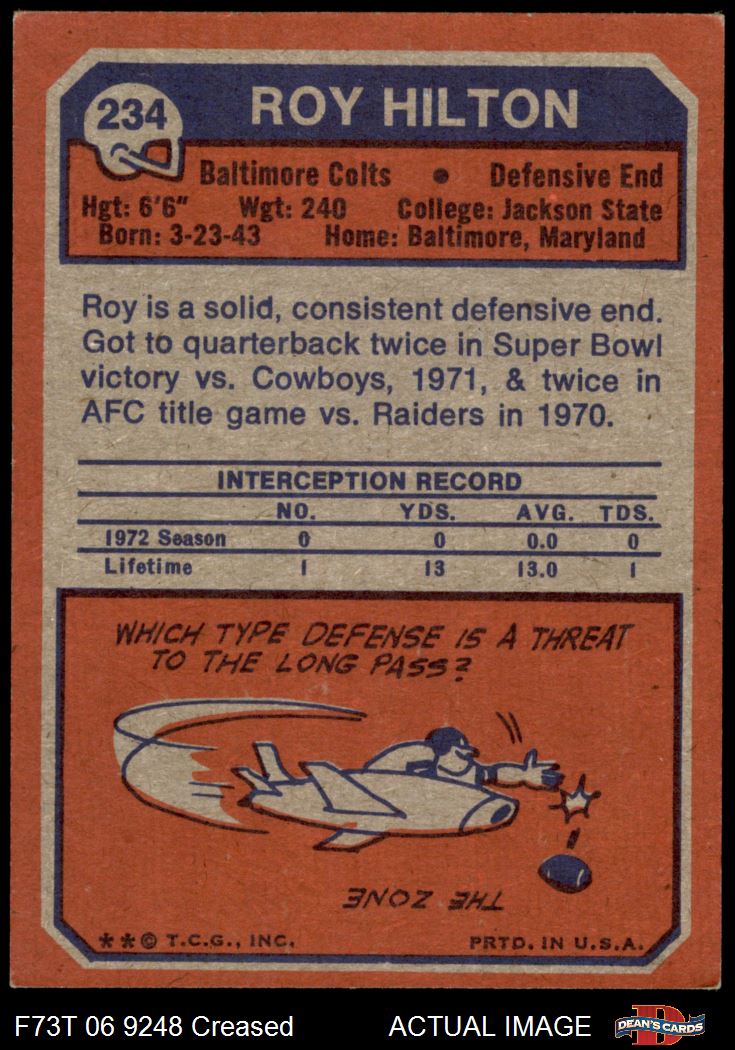 234
ROY HILTON
Baltimore Colts • Defensive End
Hgt: 6'6" Wgt: 240 College: Jackson State
Born: 3-23-43 Home: Baltimore, Maryland
Roy is a solid, consistent defensive end.
Got to quarterback twice in Super Bowl
victory vs. Cowboys, 1971, & twice in
AFC title game vs. Raiders in 1970.
INTERCEPTION RECORD
NO. YDS. AVG. TDS.
1972 Season 0 0 0.0 0
Lifetime 1 13 13.0 1
WHICH TYPE DEFENSE IS A THREAT
TO THE LONG PASS?
THE ZONE
**© T.C.G., INC. PRTD. IN U.S.A.
F73T 06 9248 Creased ACTUAL IMAGE
D
DEAN'S CARDS